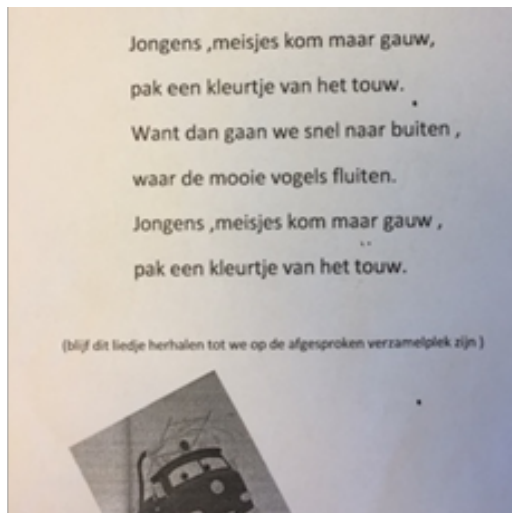 Jongens ,meisjes kom maar gauw,
pak een kleurtje van het touw.
Want dan gaan we snel naar buiten ,
waar de mooie vogels fluiten.
Jongens ,meisjes kom maar gauw ,
pak een kleurtje van het touw.
(blijf dit liedje herhalen tot we op de afgesproken verzamelplek zijn )